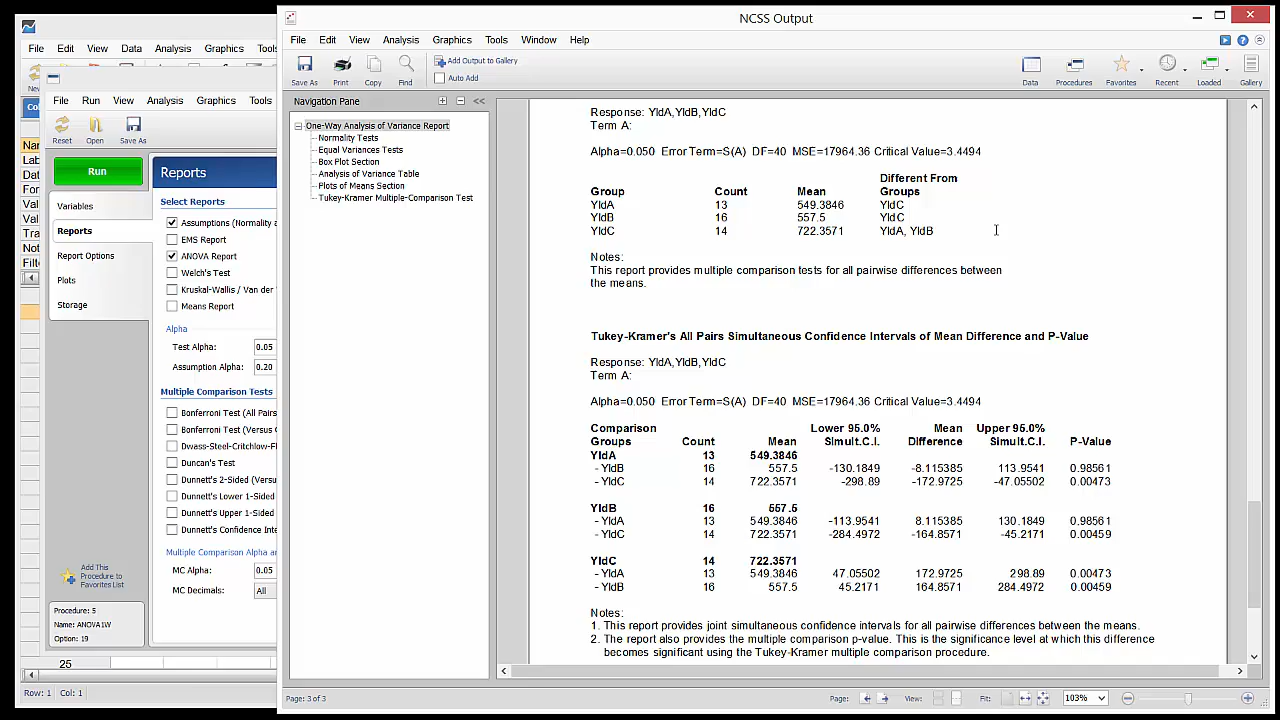 NCSS Output
File Edit View Analysis Graphics Tools Window Help
Save As Print Copy Find Add Output to Gallery Auto Add Data Procedures Favorites Recent Loaded Gallery
Navigation Pane
One-Way Analysis of Variance Report
Normality Tests
Equal Variances Tests
Box Plot Section
Analysis of Variance Table
Plots of Means Section
Tukey-Kramer Multiple-Comparison Test
Response: YldA,YldB,YldC
Term A:
Alpha=0.050 Error Term=S(A) DF=40 MSE=17964.36 Critical Value=3.4494
Different From
Group Count Mean Groups
YldA 13 549.3846 YldC
YldB 16 557.5 YldC
YldC 14 722.3571 YldA, YldB
Notes:
This report provides multiple comparison tests for all pairwise differences between
the means.
Tukey-Kramer's All Pairs Simultaneous Confidence Intervals of Mean Difference and P-Value
Response: YldA,YldB,YldC
Term A:
Alpha=0.050 Error Term=S(A) DF=40 MSE=17964.36 Critical Value=3.4494
Comparison Lower 95.0% Mean Upper 95.0%
Groups Count Mean Simult.C.I. Difference Simult.C.I. P-Value
YldA 13 549.3846
- YldB 16 557.5 -130.1849 -8.115385 113.9541 0.98561
- YldC 14 722.3571 -298.89 -172.9725 -47.05502 0.00473
YldB 16 557.5
- YldA 13 549.3846 -113.9541 8.115385 130.1849 0.98561
- YldC 14 722.3571 -284.4972 -164.8571 -45.2171 0.00459
YldC 14 722.3571
- YldA 13 549.3846 47.05502 172.9725 298.89 0.00473
- YldB 16 557.5 45.2171 164.8571 284.4972 0.00459
Notes:
1. This report provides joint simultaneous confidence intervals for all pairwise differences between the means.
2. The report also provides the multiple comparison p-value. This is the significance level at which this difference
becomes significant using the Tukey-Kramer multiple comparison procedure.
Page: 3 of 3 Page: View: Fit: 103%
File Edit View Data Analysis Graphics Tools
File Run View Analysis Graphics Tools
Reset Open Save As
Run
Variables
Reports
Report Options
Plots
Storage
Add This
Procedure to
Favorites List
Procedure: 5
Name: ANOVA1W
Option: 19
Reports
Select Reports
Assumptions (Normality
EMS Report
ANOVA Report
Welch's Test
Kruskal-Wallis / Van der
Means Report
Alpha
Test Alpha: 0.05
Assumption Alpha: 0.20
Multiple Comparison Tests
Bonferroni Test (All Pairs
Bonferroni Test (Versus
Dwass-Steel-Critchlow-Fl
Duncan's Test
Dunnett's 2-Sided (Versu
Dunnett's Lower 1-Sided
Dunnett's Upper 1-Sided
Dunnett's Confidence Inte
Multiple Comparison Alpha an
MC Alpha: 0.05
MC Decimals: All
25
Row: 1 Col: 1